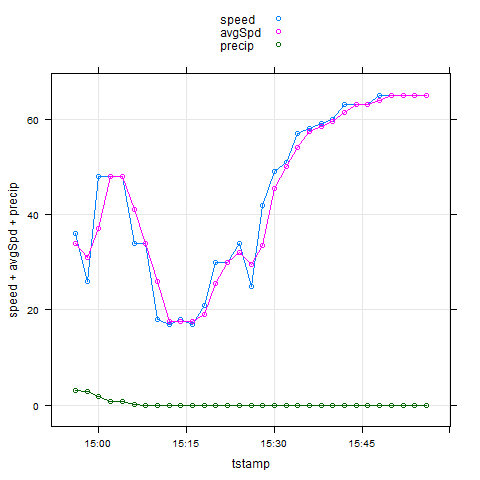 speed
avgSpd
precip
speed + avgSpd + precip
60
40
20
0
15:00 15:15 15:30 15:45
tstamp